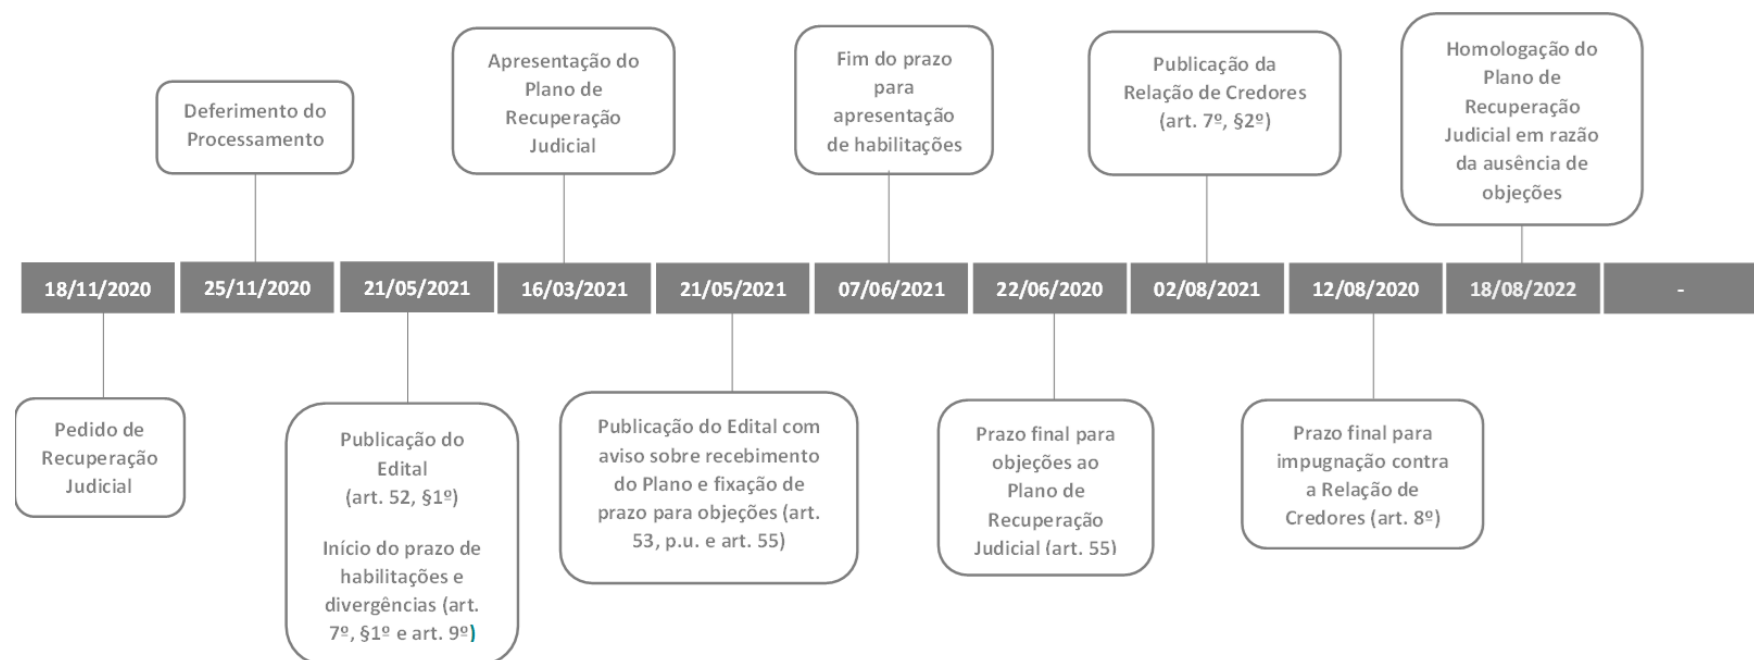 Deferimento do
Processamento
Apresentação do
Plano de
Recuperação
Judicial
Fim do prazo
para
apresentação
de habilitações
Publicação da
Relação de Credores
(art. 7º, §2º)
Homologação do
Plano de
Recuperação
Judicial em razão
da ausência de
objeções
18/11/2020
25/11/2020
21/05/2021
16/03/2021
21/05/2021
07/06/2021
22/06/2020
02/08/2021
12/08/2020
18/08/2022
-
Pedido de
Recuperação
Judicial
Publicação do
Edital
(art. 52, §1º)
Início do prazo de
habilitações e
divergências (art.
7º, §1º e art. 9º)
Publicação do Edital com
aviso sobre recebimento
do Plano e fixação de
prazo para objeções (art.
53, p.u. e art. 55)
Prazo final para
objeções ao
Plano de
Recuperação
Judicial (art. 55)
Prazo final para
impugnação contra
a Relação de
Credores (art. 8º)